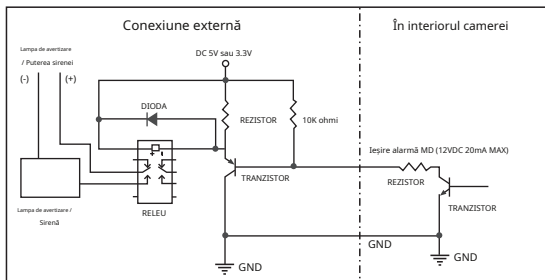 Conexiune externă
În interiorul camerei
Lampa de avertizare
/ Puterea sirenei
(-)
(+)
DC 5V sau 3.3V
DIODA
REZISTOR
10K ohmi
Ieșire alarmă MD (12VDC 20mA MAX)
REZISTOR
TRANZISTOR
TRANZISTOR
RELEU
Lampa de avertizare /
Sirenă
GND
GND
GND